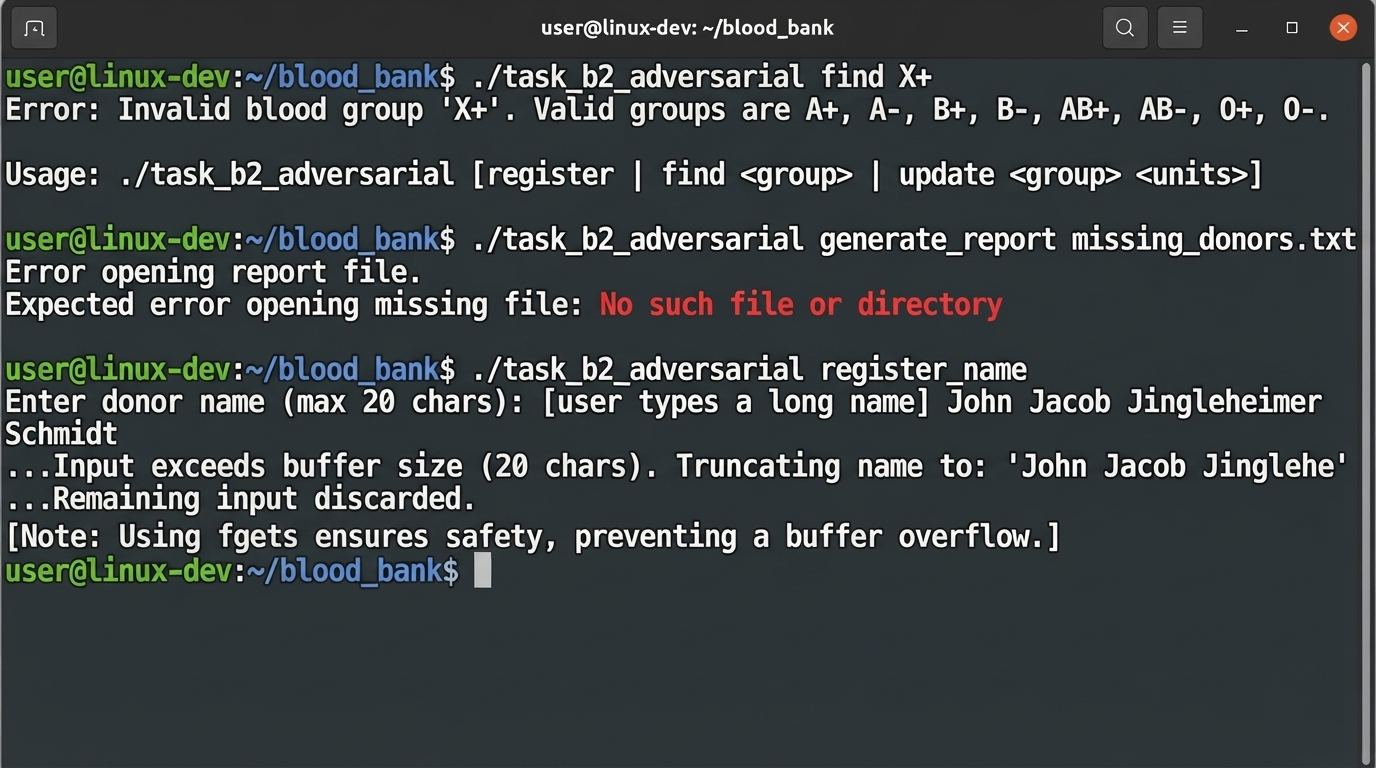 user@linux-dev: ~/blood_bank
user@linux-dev:~/blood_bank$ ./task_b2_adversarial find X+
Error: Invalid blood group 'X+'. Valid groups are A+, A-, B+, B-, AB+, AB-, O+, O-.
Usage: ./task_b2_adversarial [register | find <group> | update <group> <units>]
user@linux-dev:~/blood_bank$ ./task_b2_adversarial generate_report missing_donors.txt
Error opening report file.
Expected error opening missing file: No such file or directory
user@linux-dev:~/blood_bank$ ./task_b2_adversarial register_name
Enter donor name (max 20 chars): [user types a long name] John Jacob Jingleheimer
Schmidt
...Input exceeds buffer size (20 chars). Truncating name to: 'John Jacob Jinglehe'
...Remaining input discarded.
[Note: Using fgets ensures safety, preventing a buffer overflow.]
user@linux-dev:~/blood_bank$